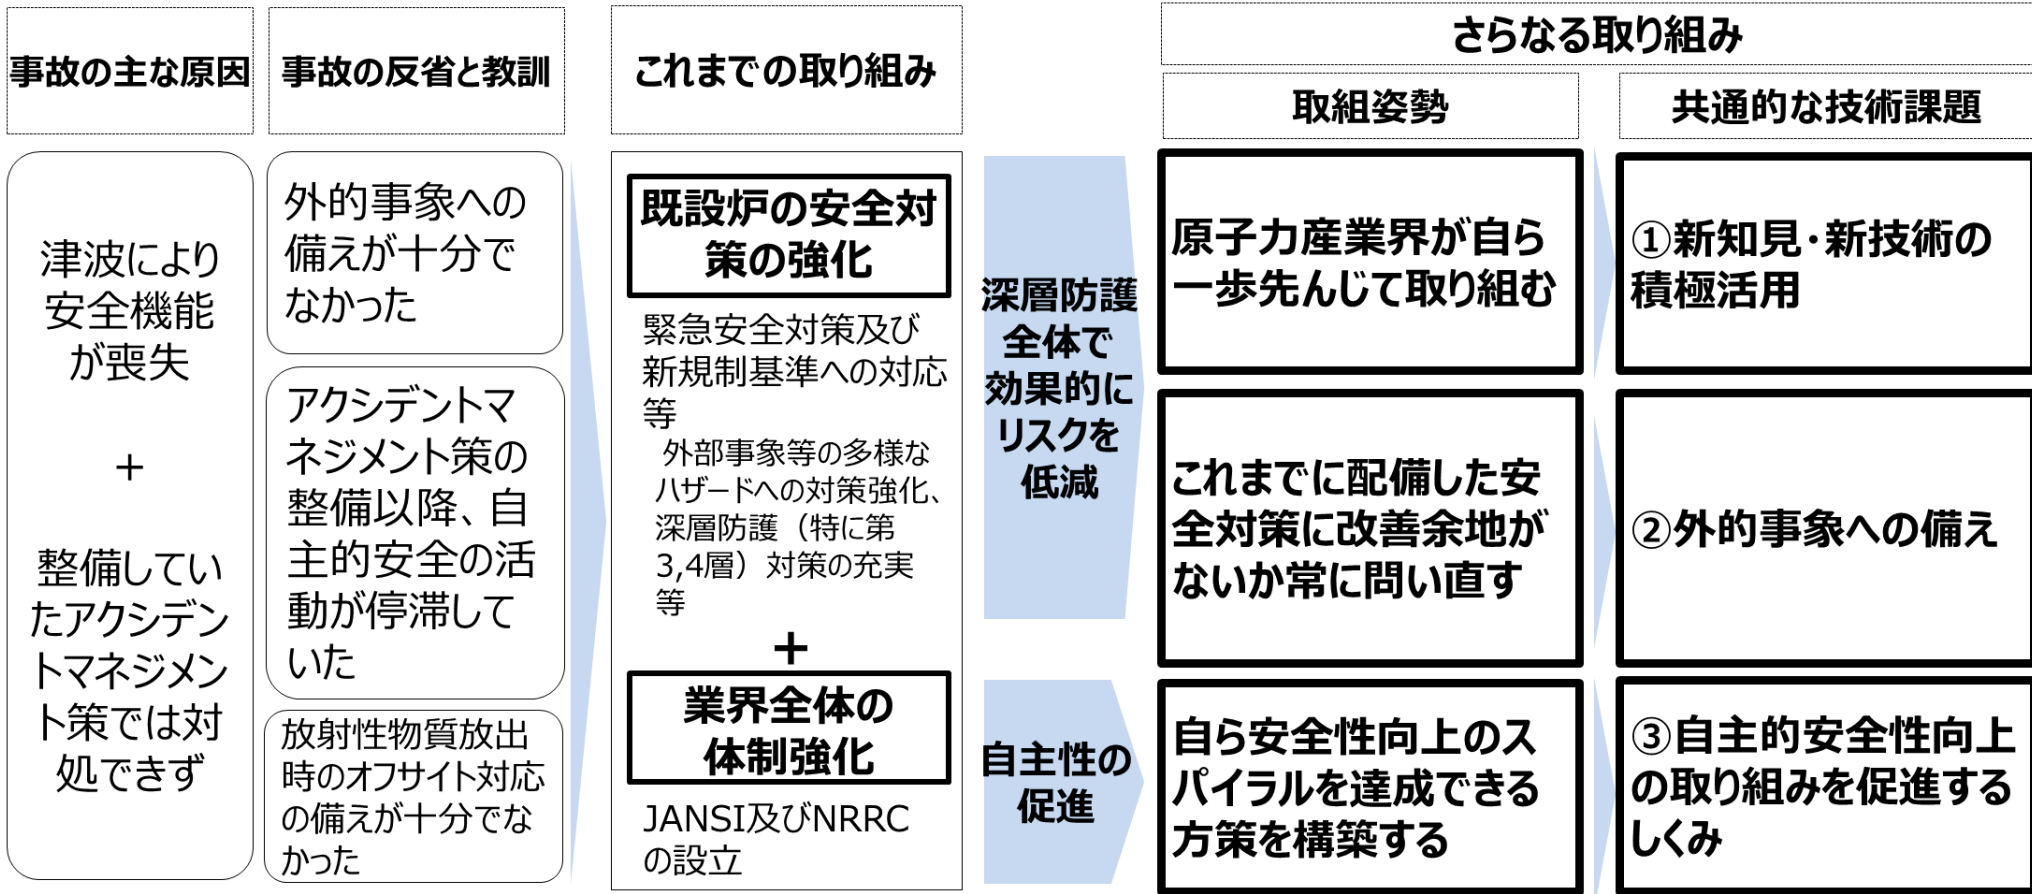 事故の主な原因
事故の反省と教訓
これまでの取り組み
さらなる取り組み
取組姿勢
共通的な技術課題
津波により
安全機能
が喪失
+
整備してい
たアクシデン
トマネジメン
ト策では対
処できず
外的事象への
備えが十分で
なかった
アクシデントマ
ネジメント策の
整備以降、自
主的安全の活
動が停滞して
いた
放射性物質放出
時のオフサイト対応
の備えが十分でな
かった
既設炉の安全対
策の強化
緊急安全対策及び
新規制基準への対応
等
外部事象等の多様な
ハザードへの対策強化、
深層防護（特に第
3,4層）対策の充実
等
+
業界全体の
体制強化
JANSI及びNRRC
の設立
深層防護
全体で
効果的に
リスクを
低減
自主性の
促進
原子力産業界が自ら
一歩先んじて取り組む
これまでに配備した安
全対策に改善余地が
ないか常に問い直す
自ら安全性向上のス
パイラルを達成できる
方策を構築する
①新知見・新技術の
積極活用
②外的事象への備え
③自主的安全性向上
の取り組みを促進する
しくみ